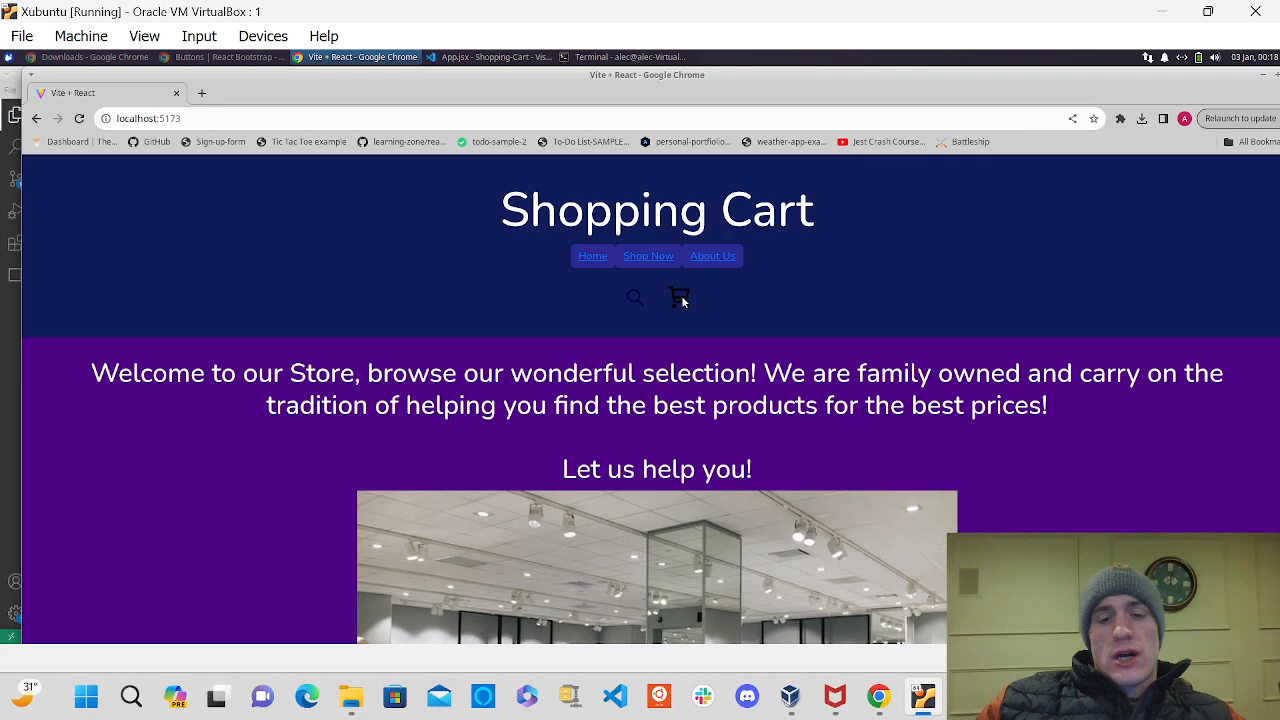 Xubuntu [Running] - Oracle VM VirtualBox : 1
File Machine View Input Devices Help
Downloads - Google Chrome Buttons | React Bootstrap - ... Vite + React - Google Chrome App.jsx - Shopping-Cart - Vis... Terminal - alec@alec-Virtual... 03 Jan, 00:18
Vite + React - Google Chrome
File
Vite + React
localhost:5173
A
Relaunch to update
Dashboard | The... GitHub Sign-up-form Tic Tac Toe example learning-zone/rea... todo-sample-2 To-Do List-SAMPLE... personal-portfiolio... weather-app-exa... Jest Crash Course... Battleship All Bookma
Shopping Cart
Home Shop Now About Us
Welcome to our Store, browse our wonderful selection! We are family owned and carry on the
tradition of helping you find the best products for the best prices!
Let us help you!
31°
PRE
64